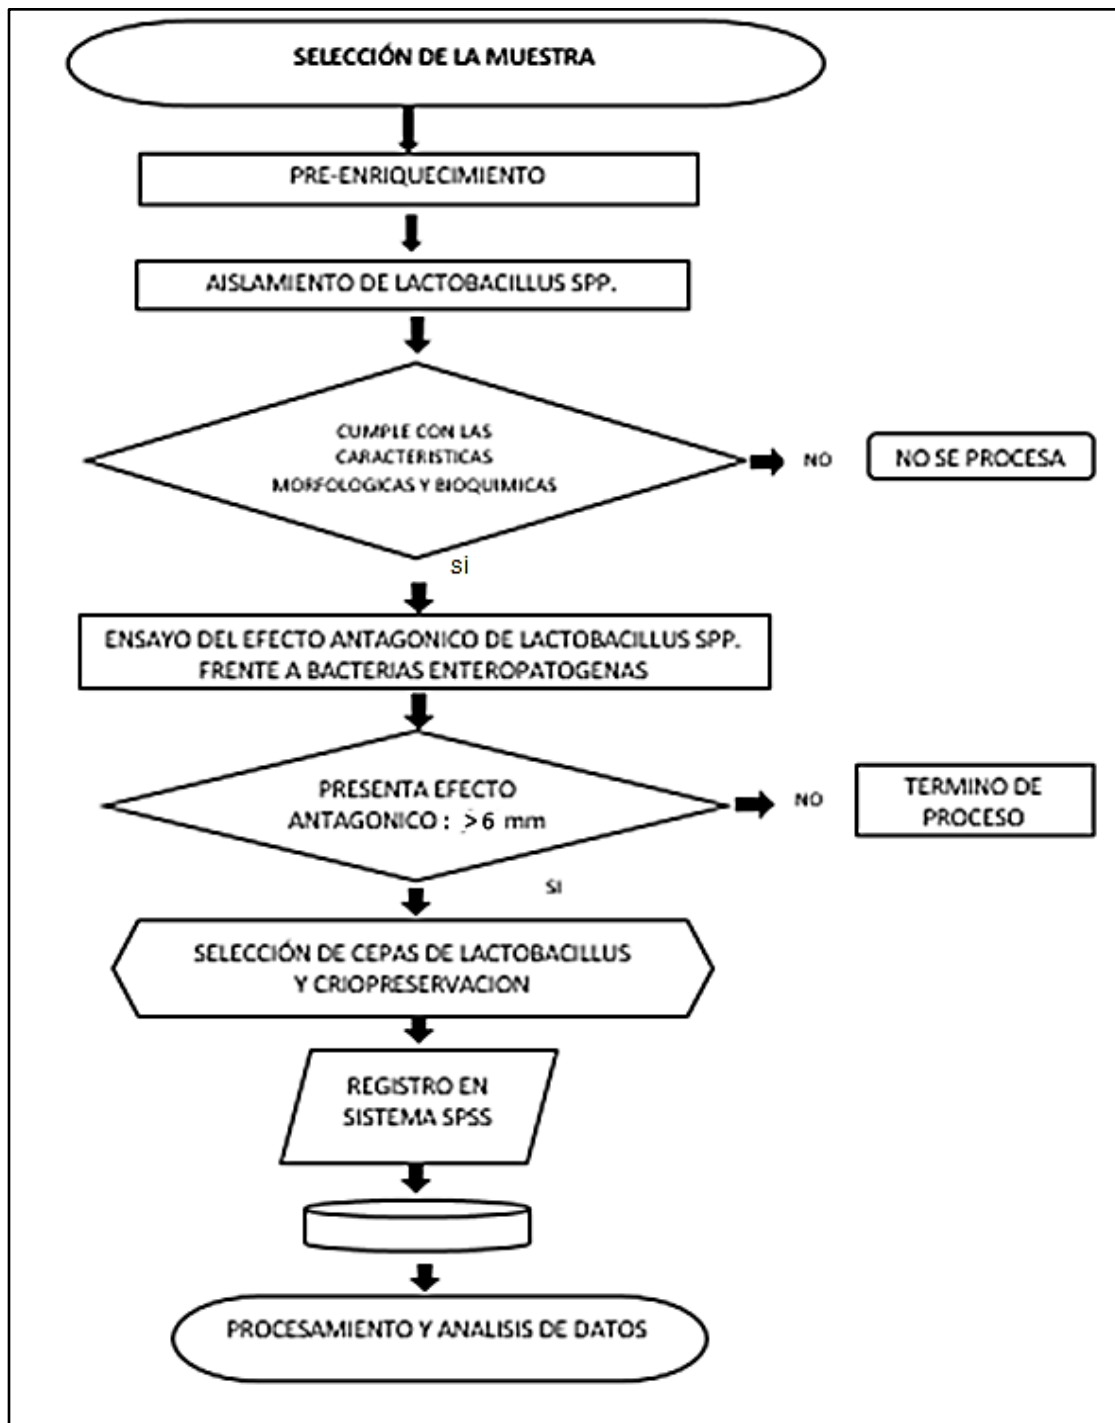 SELECCIÓN DE LA MUESTRA
PRE-ENRIQUECIMIENTO
AISLAMIENTO DE LACTOBACILLUS SPP.
CUMPLE CON LAS
CARACTERISTICAS
MORFOLOGICAS Y BIOQUIMICAS
NO
NO SE PROCESA
si
ENSAYO DEL EFECTO ANTAGONICO DE LACTOBACILLUS SPP.
FRENTE A BACTERIAS ENTEROPATOGENAS
PRESENTA EFECTO
ANTAGONICO : >6 mm
NO
TERMINO DE
PROCESO
SI
SELECCIÓN DE CEPAS DE LACTOBACILLUS
Y CRIOPRESERVACION
REGISTRO EN
SISTEMA SPSS
PROCESAMIENTO Y ANALISIS DE DATOS